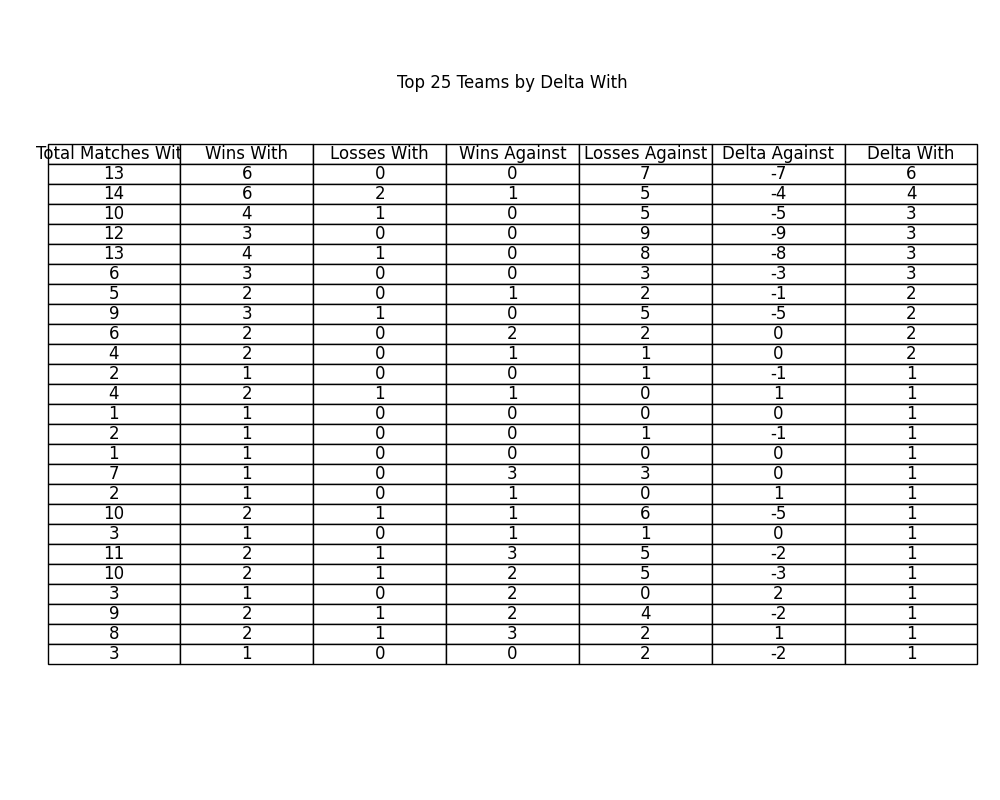 Top 25 Teams by Delta With
Total Matches Wit Wins With Losses With Wins Against Losses Against Delta Against Delta With
13 6 0 0 7 -7 6
14 6 2 1 5 -4 4
10 4 1 0 5 -5 3
12 3 0 0 9 -9 3
13 4 1 0 8 -8 3
6 3 0 0 3 -3 3
5 2 0 1 2 -1 2
9 3 1 0 5 -5 2
6 2 0 2 2 0 2
4 2 0 1 1 0 2
2 1 0 0 1 -1 1
4 2 1 1 0 1 1
1 1 0 0 0 0 1
2 1 0 0 1 -1 1
1 1 0 0 0 0 1
7 1 0 3 3 0 1
2 1 0 1 0 1 1
10 2 1 1 6 -5 1
3 1 0 1 1 0 1
11 2 1 3 5 -2 1
10 2 1 2 5 -3 1
3 1 0 2 0 2 1
9 2 1 2 4 -2 1
8 2 1 3 2 1 1
3 1 0 0 2 -2 1